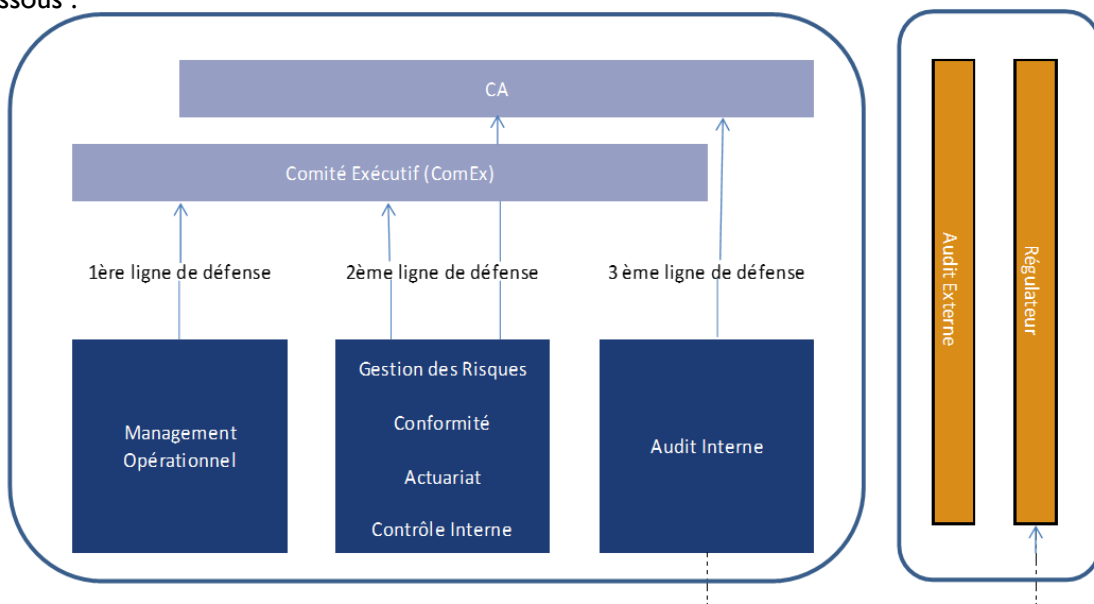 ssous :
CA
Comité Exécutif (ComEx)
1ère ligne de défense
2ème ligne de défense
3 ème ligne de défense
Management
Opérationnel
Gestion des Risques
Conformité
Actuariat
Contrôle Interne
Audit Interne
Audit Externe
Régulateur